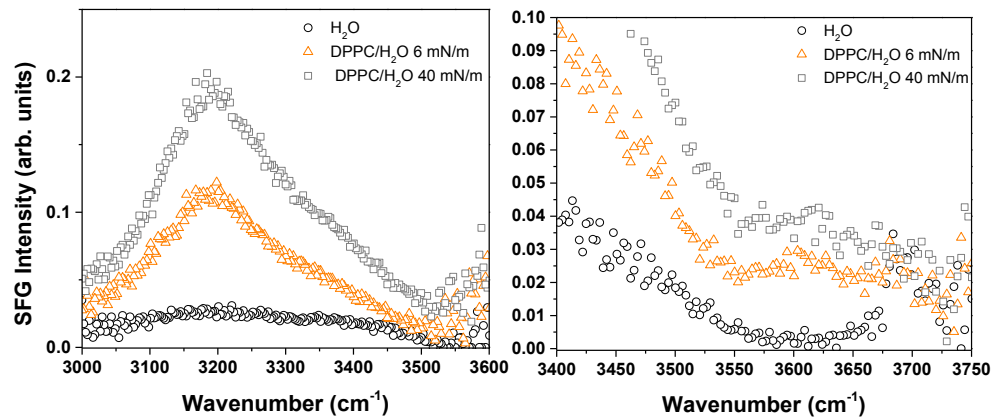 H₂O
DPPC/H₂O 6 mN/m
DPPC/H₂O 40 mN/m
SFG Intensity (arb. units)
0.2
0.1
0.0
3000 3100 3200 3300 3400 3500 3600
Wavenumber (cm⁻¹)
H₂O
DPPC/H₂O 6 mN/m
DPPC/H₂O 40 mN/m
0.10
0.09
0.08
0.07
0.06
0.05
0.04
0.03
0.02
0.01
0.00
3400 3450 3500 3550 3600 3650 3700 3750
Wavenumber (cm⁻¹)